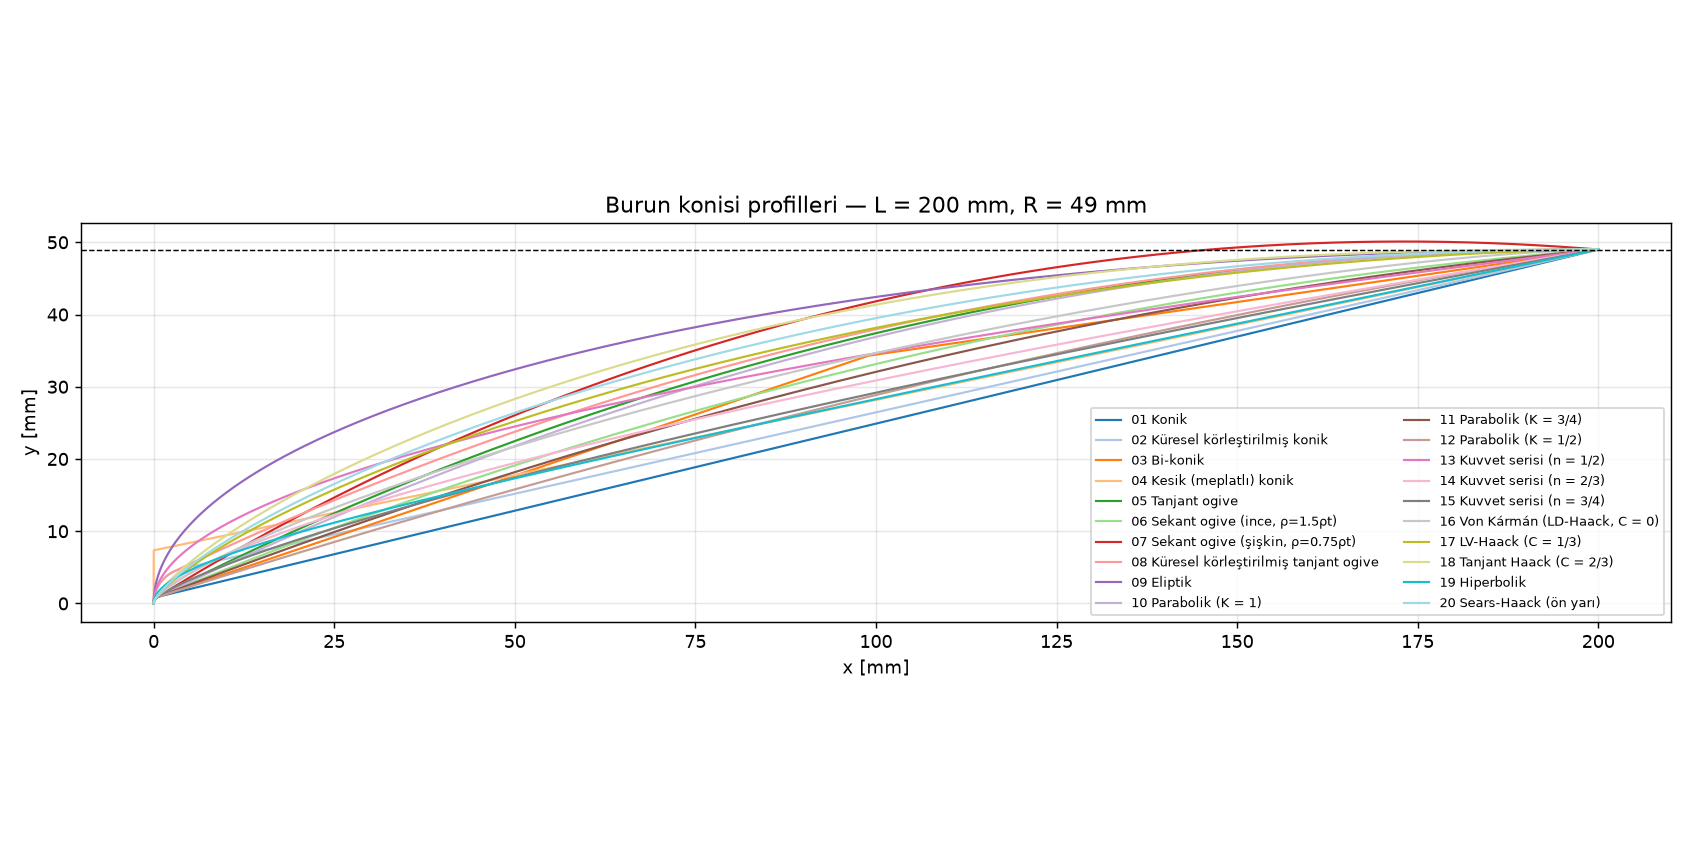 Burun konisi profilleri — L = 200 mm, R = 49 mm
50
40
30
20
10
0
y [mm]
0 25 50 75 100 125 150 175 200
x [mm]
01 Konik
02 Küresel körleştirilmiş konik
03 Bi-konik
04 Kesik (meplatlı) konik
05 Tanjant ogive
06 Sekant ogive (ince, ρ=1.5ρt)
07 Sekant ogive (şişkin, ρ=0.75ρt)
08 Küresel körleştirilmiş tanjant ogive
09 Eliptik
10 Parabolik (K = 1)
11 Parabolik (K = 3/4)
12 Parabolik (K = 1/2)
13 Kuvvet serisi (n = 1/2)
14 Kuvvet serisi (n = 2/3)
15 Kuvvet serisi (n = 3/4)
16 Von Kármán (LD-Haack, C = 0)
17 LV-Haack (C = 1/3)
18 Tanjant Haack (C = 2/3)
19 Hiperbolik
20 Sears-Haack (ön yarı)